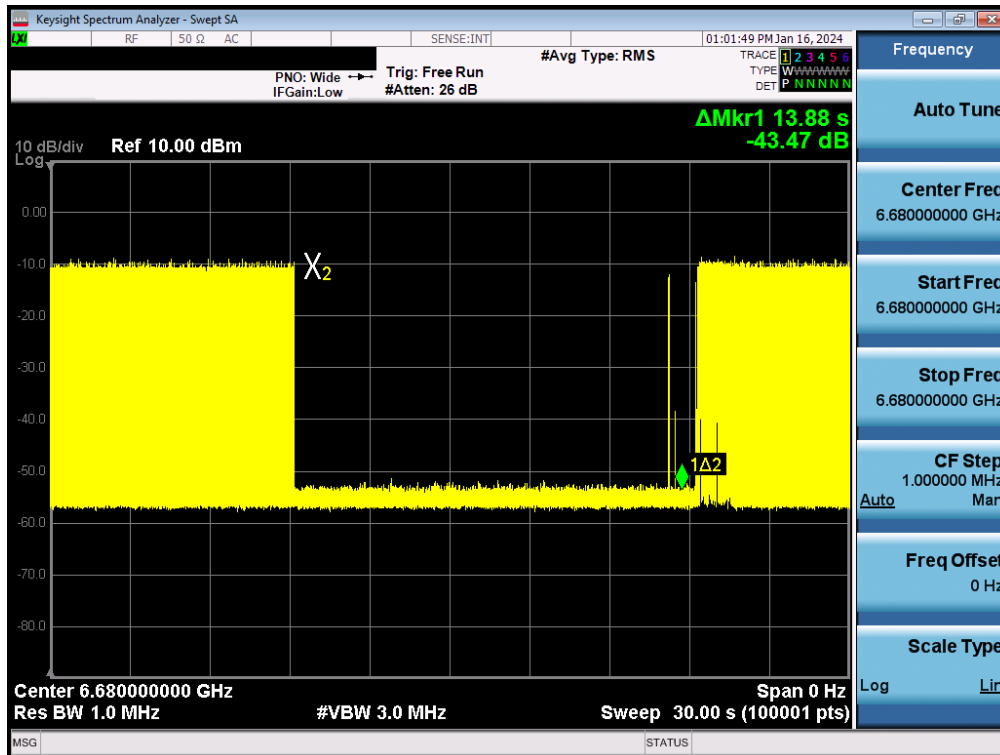 Keysight Spectrum Analyzer - Swept SA
LXI RF 50 Ω AC SENSE:INT 01:01:49 PM Jan 16, 2024
PNO: Wide
IFGain:Low
Trig: Free Run
#Atten: 26 dB
#Avg Type: RMS
TRACE 1 2 3 4 5 6
TYPE WWWWWWW
DET P N N N N N
ΔMkr1 13.88 s
-43.47 dB
10 dB/div Ref 10.00 dBm
Log
0.00
-10.0
-20.0
-30.0
-40.0
-50.0
-60.0
-70.0
-80.0
X2
1Δ2
Center 6.680000000 GHz Span 0 Hz
Res BW 1.0 MHz #VBW 3.0 MHz Sweep 30.00 s (100001 pts)
MSG STATUS
Frequency
Auto Tune
Center Freq
6.680000000 GHz
Start Freq
6.680000000 GHz
Stop Freq
6.680000000 GHz
CF Step
1.000000 MHz
Auto Man
Freq Offset
0 Hz
Scale Type
Log Lin